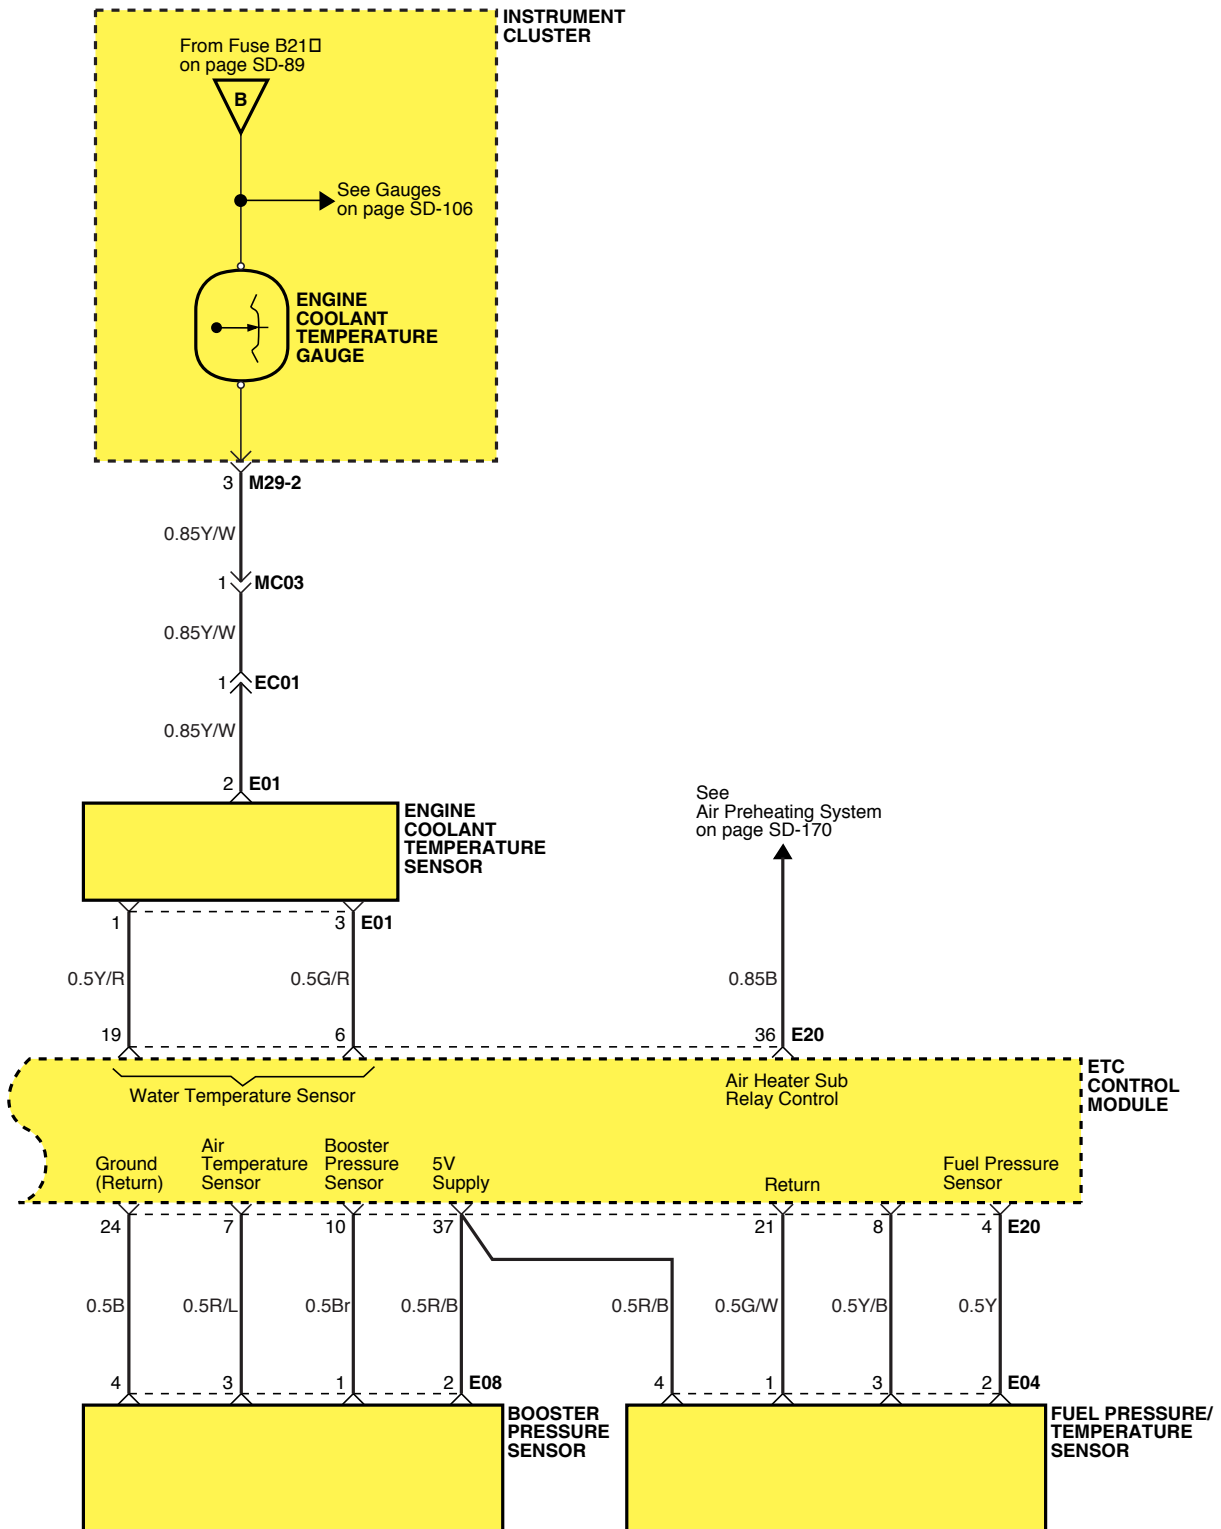 INSTRUMENT
CLUSTER
From Fuse B21□
on page SD-89
B
See Gauges
on page SD-106
ENGINE
COOLANT
TEMPERATURE
GAUGE
3 M29-2
0.85Y/W
1 MC03
0.85Y/W
1 EC01
0.85Y/W
2 E01
ENGINE
COOLANT
TEMPERATURE
SENSOR
See
Air Preheating System
on page SD-170
1 3 E01
0.5Y/R 0.5G/R 0.85B
19 6 36 E20
ETC
CONTROL
MODULE
Water Temperature Sensor
Air Heater Sub
Relay Control
Ground
(Return)
Air
Temperature
Sensor
Booster
Pressure
Sensor
5V
Supply
Return
Fuel Pressure
Sensor
24 7 10 37 21 8 4 E20
0.5B 0.5R/L 0.5Br 0.5R/B 0.5R/B 0.5G/W 0.5Y/B 0.5Y
4 3 1 2 E08 4 1 3 2 E04
BOOSTER
PRESSURE
SENSOR
FUEL PRESSURE/
TEMPERATURE
SENSOR